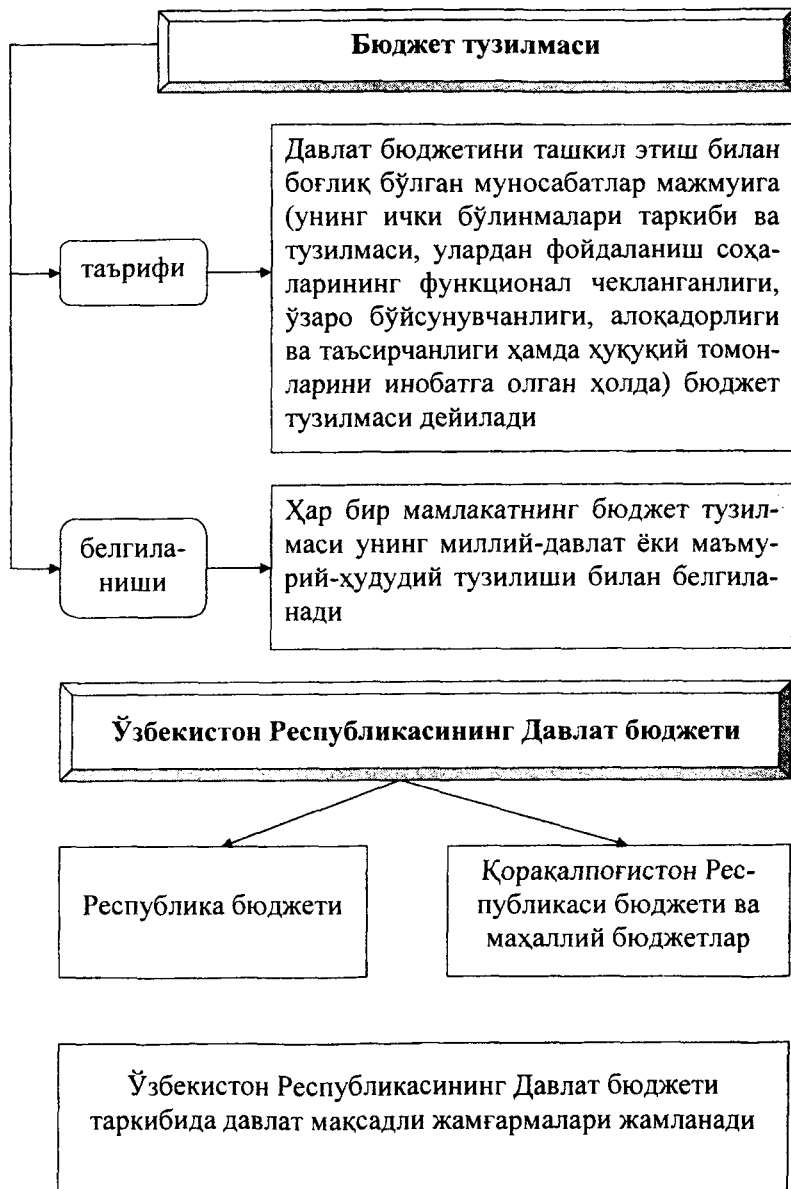 Бюджет тузилмаси
таърифи
Давлат бюджетини ташкил этиш билан
боғлиқ бўлган муносабатлар мажмуига
(унинг ички бўлинмалари таркиби ва
тузилмаси, улардан фойдаланиш соҳа-
ларининг функционал чекланганлиги,
ўзаро бўйсунувчанлиги, алоқадорлиги
ва таъсирчанлиги ҳамда ҳуқуқий томон-
ларини инобатга олган ҳолда) бюджет
тузилмаси дейилади
белгила-
ниши
Ҳар бир мамлакатнинг бюджет тузил-
маси унинг миллий-давлат ёки маъму-
рий-ҳудудий тузилиши билан белгила-
нади
Ўзбекистон Республикасининг Давлат бюджети
Республика бюджети
Қорақалпоғистон Рес-
публикаси бюджети ва
маҳаллий бюджетлар
Ўзбекистон Республикасининг Давлат бюджети
таркибида давлат мақсадли жамғармалари жамланади